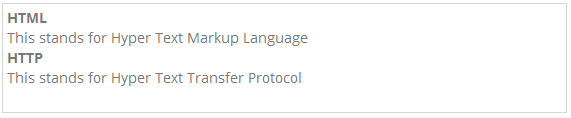 HTML
This stands for Hyper Text Markup Language
HTTP
This stands for Hyper Text Transfer Protocol